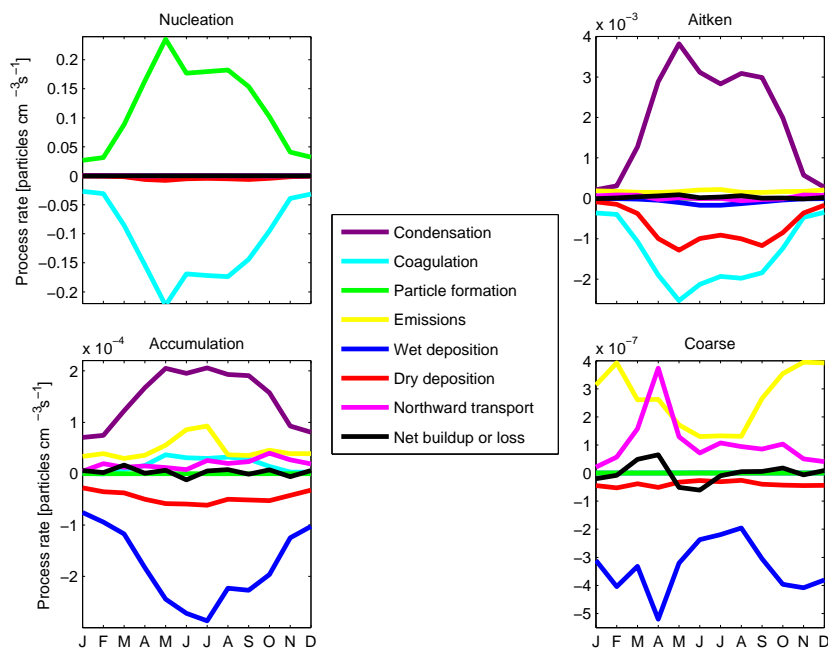 Nucleation
Process rate [particles cm −3s−1]
0.2
0.15
0.1
0.05
0
−0.05
−0.1
−0.15
−0.2
Aitken
x 10 −3
4
3
2
1
0
−1
−2
Condensation
Coagulation
Particle formation
Emissions
Wet deposition
Dry deposition
Northward transport
Net buildup or loss
Accumulation
x 10 −4
Process rate [particles cm −3s−1]
2
1
0
−1
−2
J F M A M J J A S O N D
Coarse
x 10 −7
4
3
2
1
0
−1
−2
−3
−4
−5
J F M A M J J A S O N D